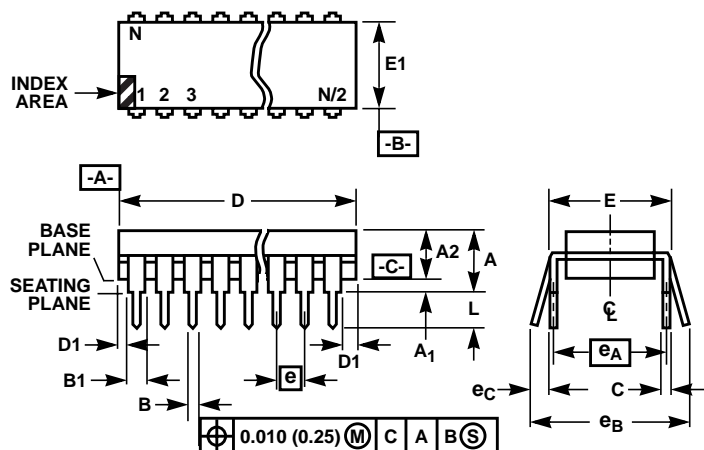 N
E1
INDEX
AREA
1 2 3 N/2
-B-
-A-
D
E
BASE
PLANE
A2
A
-C-
SEATING
PLANE
L
C
L
D1
A1
D1
eA
B1
e
eC
C
B
eB
0.010 (0.25) M C A B S